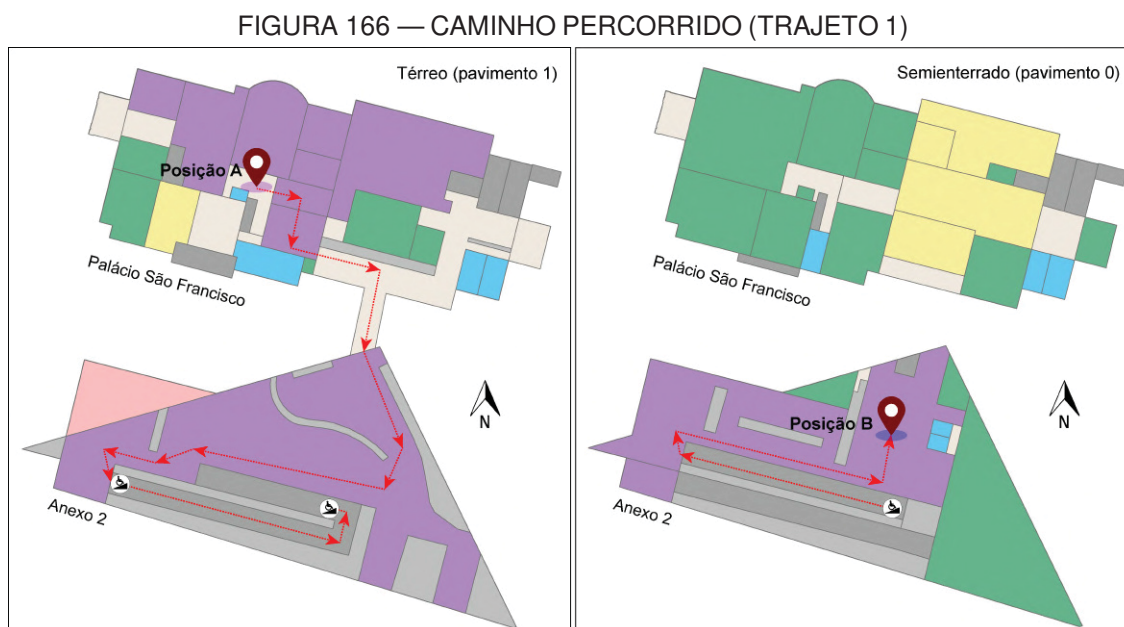 FIGURA 166 — CAMINHO PERCORRIDO (TRAJETO 1)
Térreo (pavimento 1)
Posição A
Palácio São Francisco
N
Anexo 2
Semienterrado (pavimento 0)
Palácio São Francisco
Posição B
N
Anexo 2